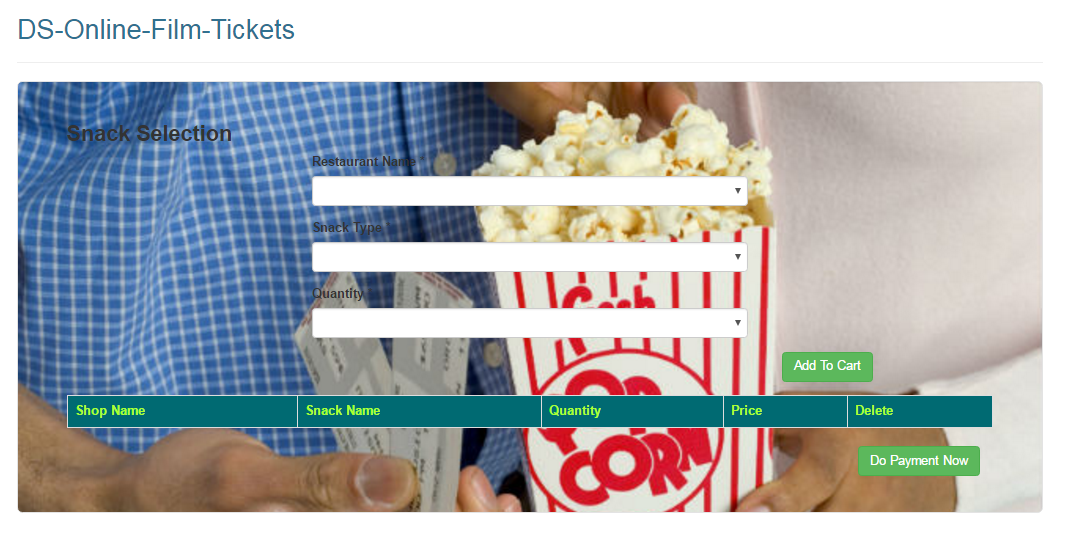 DS-Online-Film-Tickets
Snack Selection
Restaurant Name
Snack Type
Quantity
Add To Cart
Shop Name Snack Name Quantity Price Delete
CORN
Do Payment Now